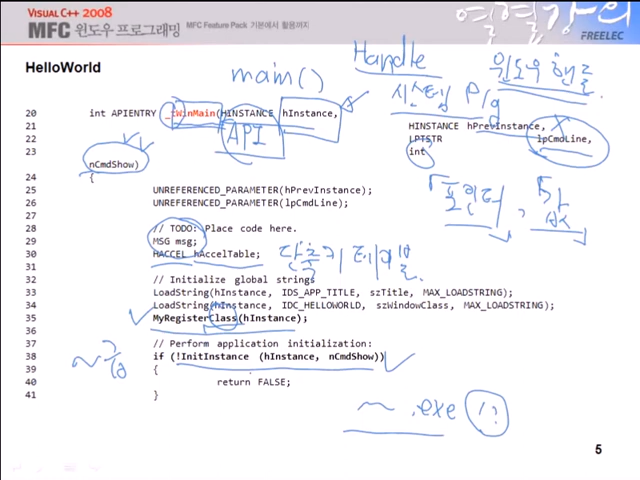 VISUAL C++ 2008
MFC 윈도우 프로그래밍 MFC Feature Pack 기본에서 활용까지
열혈강의
FREELEC
HelloWorld
Handle 윈도우 핸들
main()
시스템 P/g
20 int APIENTRY _tWinMain(HINSTANCE hInstance,
21 HINSTANCE hPrevInstance,
22 LPTSTR lpCmdLine,
23 int
API
nCmdShow)
24 {
25 UNREFERENCED_PARAMETER(hPrevInstance);
26 UNREFERENCED_PARAMETER(lpCmdLine);
포인터,
27
28 // TODO: Place code here.
29 MSG msg;
30 HACCEL hAccelTable;
단축키 테이블
31
32 // Initialize global strings
33 LoadString(hInstance, IDS_APP_TITLE, szTitle, MAX_LOADSTRING);
34 LoadString(hInstance, IDC_HELLOWORLD, szWindowClass, MAX_LOADSTRING);
35 MyRegisterClass(hInstance);
36
37 // Perform application initialization:
38 if (!InitInstance (hInstance, nCmdShow))
39 {
40 return FALSE;
41 }
~ .exe
5